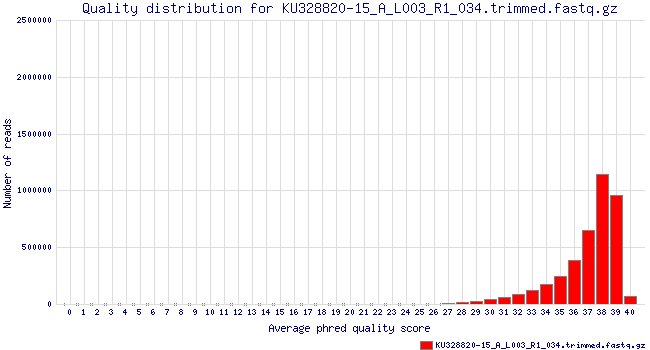 Quality distribution for KU328820-15_A_L003_R1_034.trimmed.fastq.gz
2500000
2000000
1500000
1000000
500000
0
Number of reads
0 1 2 3 4 5 6 7 8 9 10 11 12 13 14 15 16 17 18 19 20 21 22 23 24 25 26 27 28 29 30 31 32 33 34 35 36 37 38 39 40
Average phred quality score
KU328820-15_A_L003_R1_034.trimmed.fastq.gz